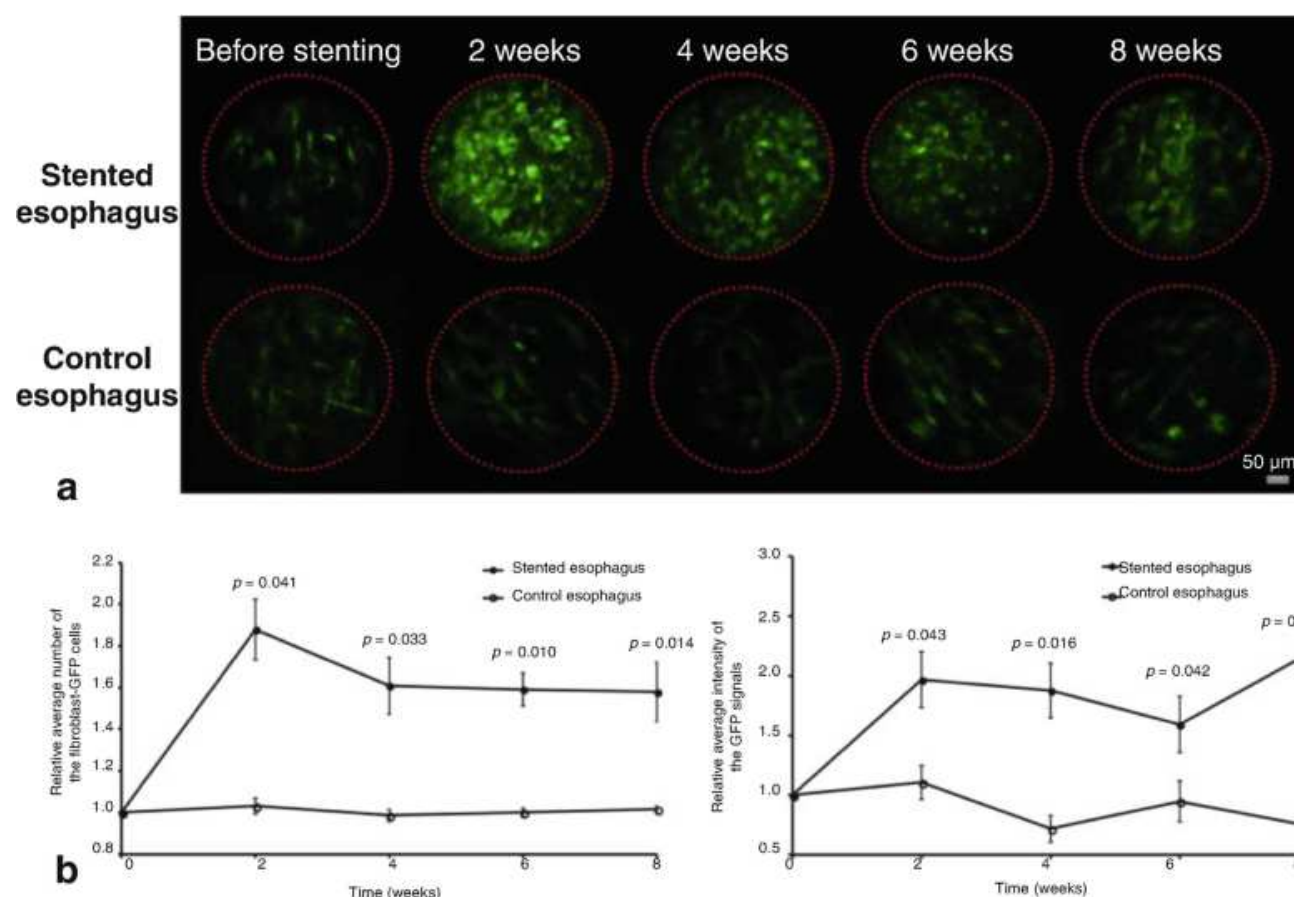 Before stenting 2 weeks 4 weeks 6 weeks 8 weeks
Stented
esophagus
Control
esophagus
50 µm
a
2.2
2.0
1.8
1.6
1.4
1.2
1.0
0.8
Relative average number of
the fibroblast-GFP cells
Stented esophagus
Control esophagus
p = 0.041
p = 0.033
p = 0.010
p = 0.014
0 2 4 6 8
Time (weeks)
b
3.0
2.5
2.0
1.5
1.0
0.5
Relative average intensity of
the GFP signals
Stented esophagus
Control esophagus
p = 0.043
p = 0.016
p = 0.042
p = 0
0 2 4 6
Time (weeks)